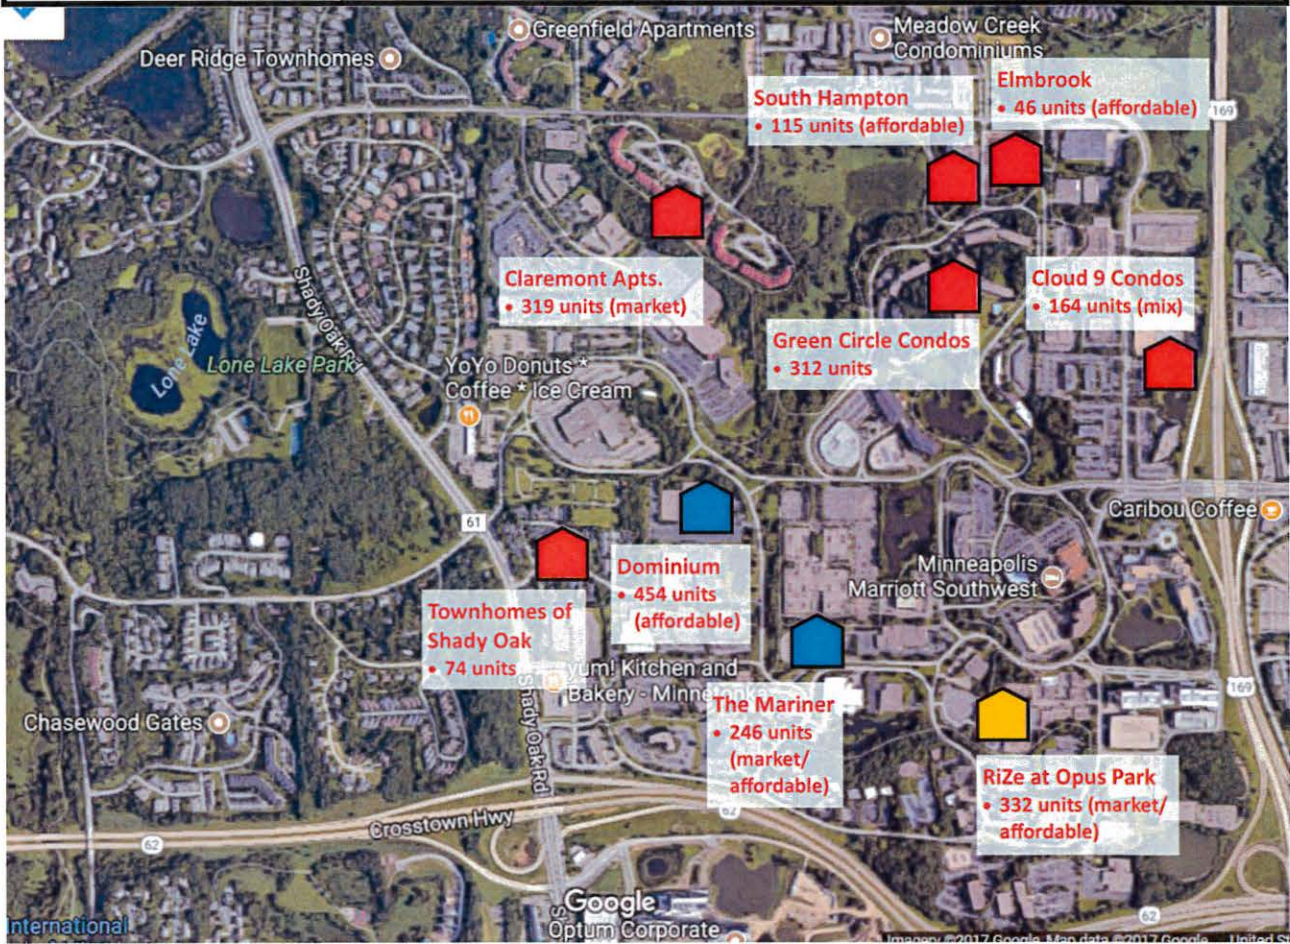 Greenfield Apartments
Meadow Creek
Condominiums
Deer Ridge Townhomes
Elmbrook
• 46 units (affordable)
South Hampton
• 115 units (affordable)
169
Claremont Apts.
• 319 units (market)
Cloud 9 Condos
• 164 units (mix)
Shady Oak Rd
Lone Lake
Lone Lake Park
Green Circle Condos
• 312 units
YoYo Donuts *
Coffee * Ice Cream
61
Caribou Coffee
Minneapolis
Marriott Southwest
Dominium
• 454 units
(affordable)
Townhomes of
Shady Oak
• 74 units
yum! Kitchen and
Bakery - Minnetonka
Shady Oak Rd
169
The Mariner
• 246 units
(market/
affordable)
Chasewood Gates
RiZe at Opus Park
• 332 units (market/
affordable)
Crosstown Hwy
62
62
62
Google
International
Optum Corporate
Imagery ©2017 Google, Map data ©2017 Google
United St